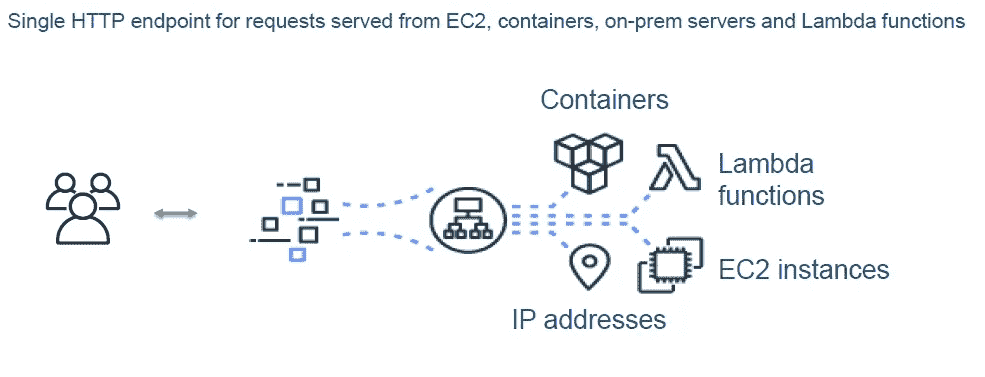 Single HTTP endpoint for requests served from EC2, containers, on-prem servers and Lambda functions
Containers
Lambda
functions
EC2 instances
IP addresses